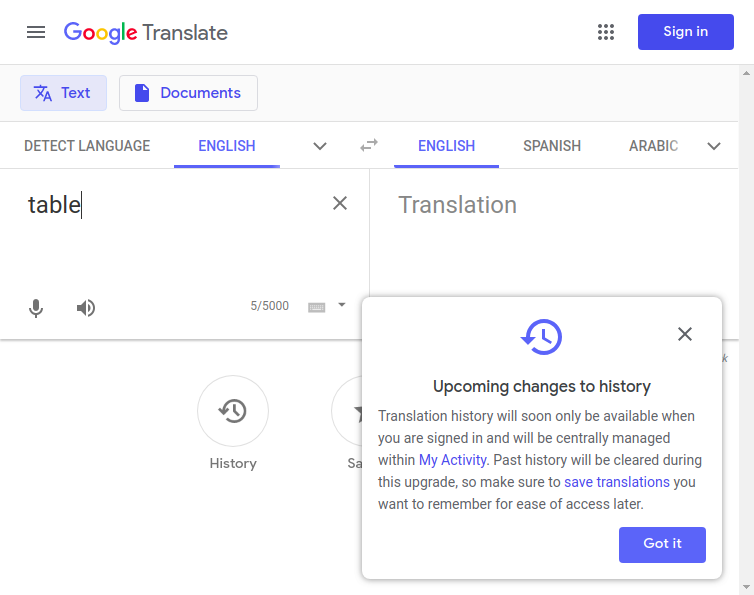 Google Translate
Sign in
Text
Documents
DETECT LANGUAGE
ENGLISH
ENGLISH
SPANISH
ARABIC
table
Translation
5/5000
History
Upcoming changes to history
Translation history will soon only be available when
you are signed in and will be centrally managed
within My Activity. Past history will be cleared during
this upgrade, so make sure to save translations you
want to remember for ease of access later.
Got it